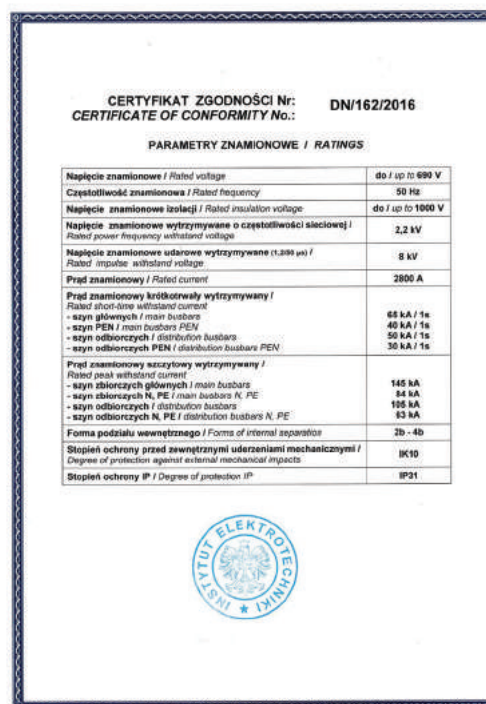 CERTYFIKAT ZGODNOŚCI Nr: DN/162/2016
CERTIFICATE OF CONFORMITY No.:
PARAMETRY ZNAMIONOWE / RATINGS
Napięcie znamionowe / Rated voltage do / up to 690 V
Częstotliwość znamionowa / Rated frequency 50 Hz
Napięcie znamionowe izolacji / Rated insulation voltage do / up to 1000 V
Napięcie znamionowe wytrzymywane o częstotliwości sieciowej /
Rated power frequency withstand voltage 2,2 kV
Napięcie znamionowe udarowe wytrzymywane (1,2/50 µs) /
Rated impulse withstand voltage 8 kV
Prąd znamionowy / Rated current 2800 A
Prąd znamionowy krótkotrwały wytrzymywany /
Rated short-time withstand current
- szyn głównych / main busbars 65 kA / 1s
- szyn PEN / main busbars PEN 40 kA / 1s
- szyn odbiorczych / distribution busbars 50 kA / 1s
- szyn odbiorczych PEN / distribution busbars PEN 30 kA / 1s
Prąd znamionowy szczytowy wytrzymywany /
Rated peak withstand current
- szyn zbiorczych głównych / main busbars 145 kA
- szyn zbiorczych N, PE / main busbars N, PE 84 kA
- szyn odbiorczych / distribution busbars 105 kA
- szyn odbiorczych N, PE / distribution busbars N, PE 63 kA
Forma podziału wewnętrznego / Forms of internal separation 2b - 4b
Stopień ochrony przed zewnętrznymi uderzeniami mechanicznymi /
Degree of protection against external mechanical impacts IK10
Stopień ochrony IP / Degree of protection IP IP31
INSTYTUT ELEKTROTECHNIKI